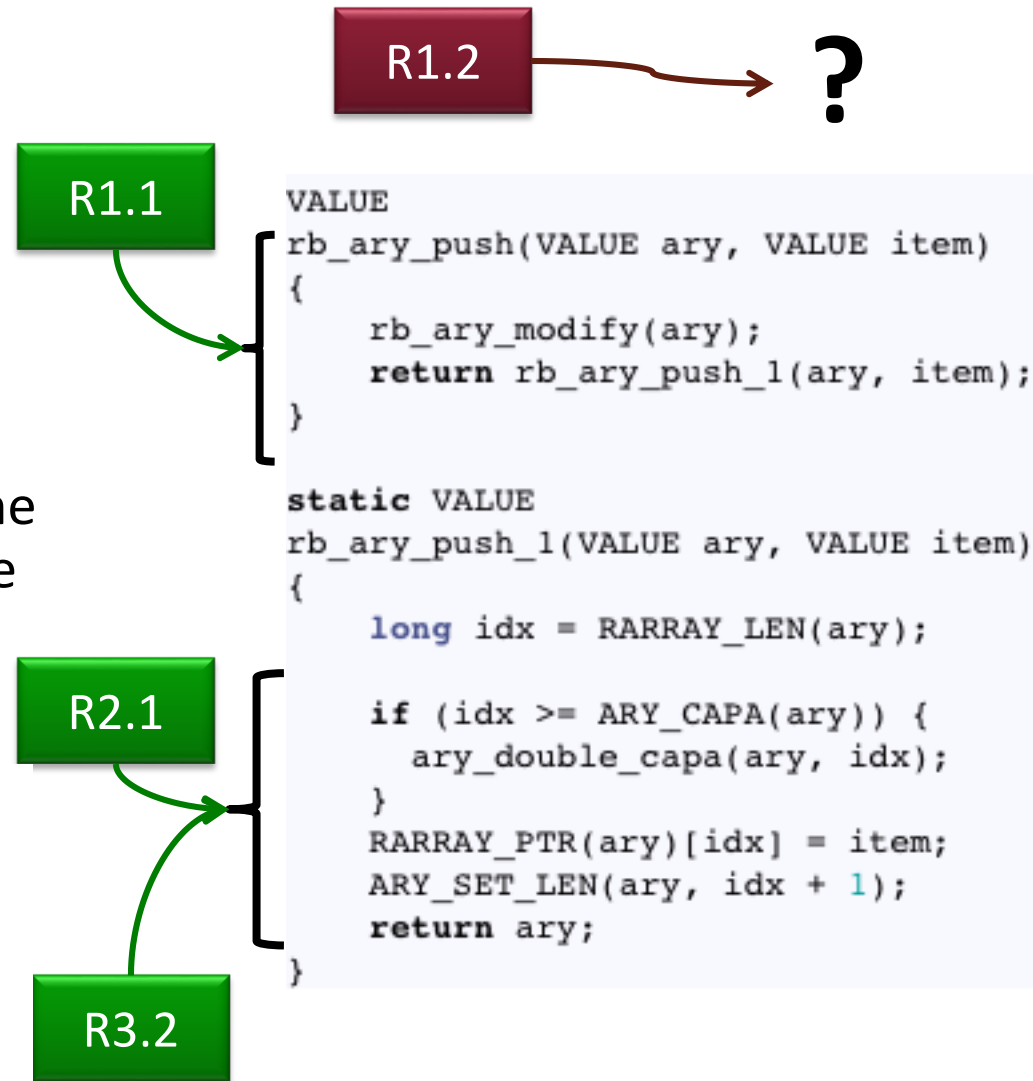 R1.2
?
R1.1
VALUE
rb_ary_push(VALUE ary, VALUE item)
{
    rb_ary_modify(ary);
    return rb_ary_push_1(ary, item);
}
static VALUE
rb_ary_push_1(VALUE ary, VALUE item)
{
    long idx = RARRAY_LEN(ary);
ne
e
R2.1
    if (idx >= ARY_CAPA(ary)) {
      ary_double_capa(ary, idx);
    }
    RARRAY_PTR(ary)[idx] = item;
    ARY_SET_LEN(ary, idx + 1);
    return ary;
}
R3.2